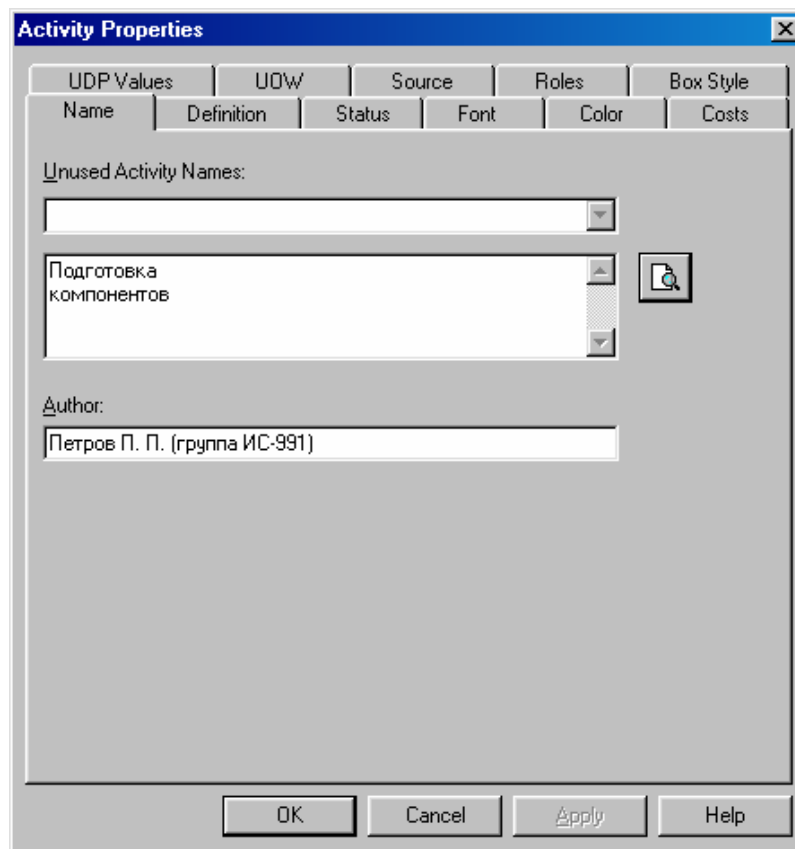 Activity Properties
UDP Values UOW Source Roles Box Style
Name Definition Status Font Color Costs
Unused Activity Names:
Подготовка
компонентов
Author:
Петров П. П. (группа ИС-991)
OK Cancel Apply Help